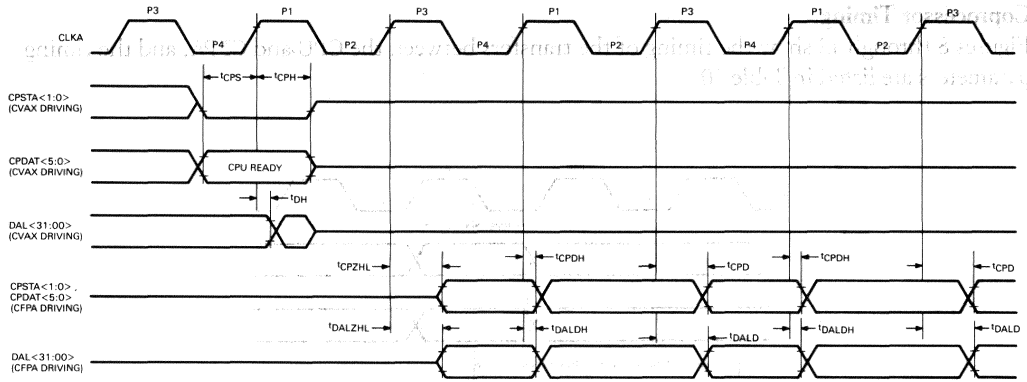 P3 P1 P3 P1 P3 P1 P3
CLKA
P4 P2 P4 P2 P4 P2
tCPS tCPH
CPSTA<1:0>
(CVAX DRIVING)
CPDAT<5:0>
(CVAX DRIVING)
CPU READY
tDH
DAL<31:00>
(CVAX DRIVING)
tCPZHL tCPDH tCPD tCPDH tCPD
CPSTA<1:0> ,
CPDAT<5:0>
(CFPA DRIVING)
tDALZHL tDALDH tDALD tDALDH tDALD
DAL<31:00>
(CFPA DRIVING)